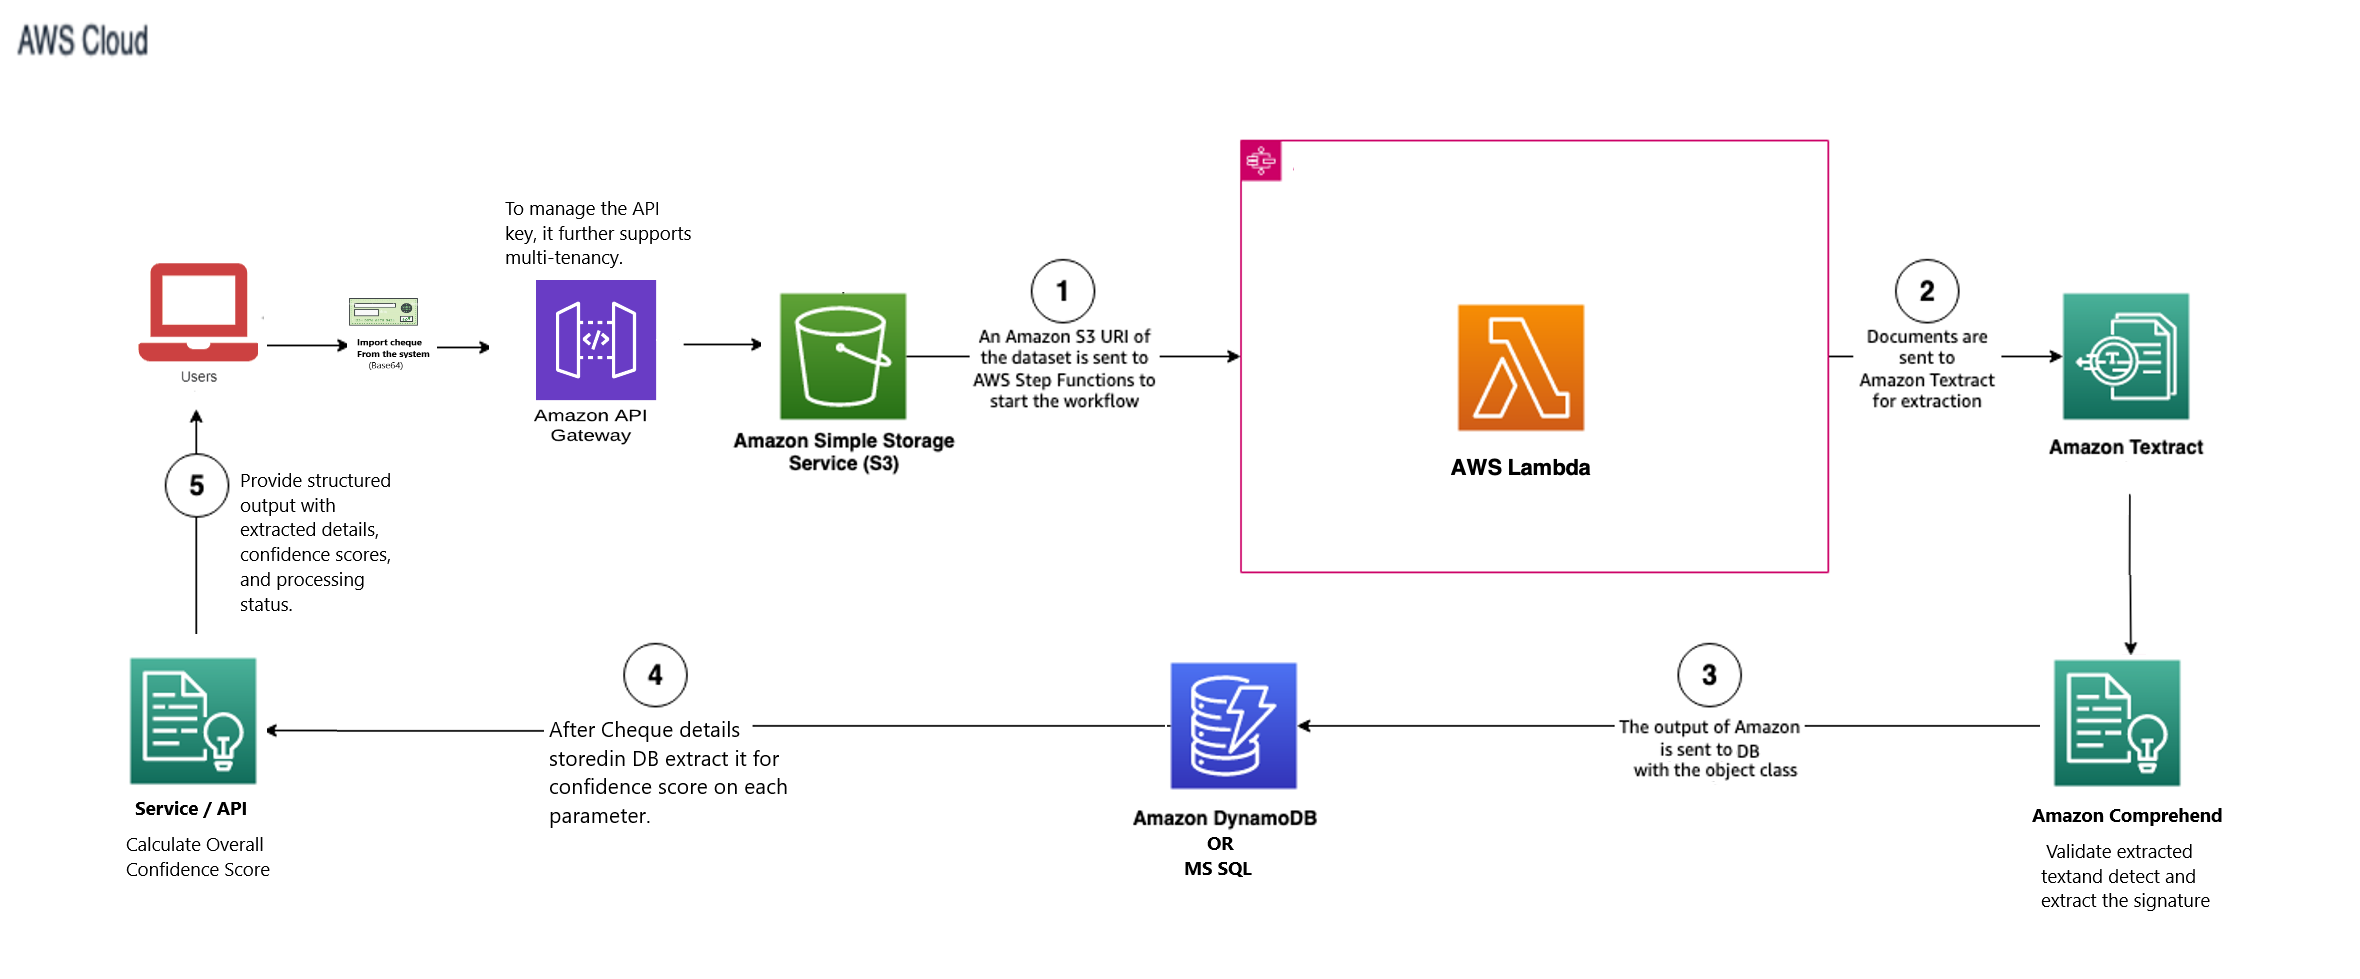 AWS Cloud
To manage the API
key, it further supports
multi-tenancy.
Users
Import cheque
From the system
(Base64)
Amazon API
Gateway
Amazon Simple Storage
Service (S3)
1
An Amazon S3 URI of
the dataset is sent to
AWS Step Functions to
start the workflow
AWS Lambda
2
Documents are
sent to
Amazon Textract
for extraction
Amazon Textract
5
Provide structured
output with
extracted details,
confidence scores,
and processing
status.
Service / API
Calculate Overall
Confidence Score
4
After Cheque details
storedin DB extract it for
confidence score on each
parameter.
Amazon DynamoDB
OR
MS SQL
3
The output of Amazon
is sent to DB
with the object class
Amazon Comprehend
Validate extracted
textand detect and
extract the signature